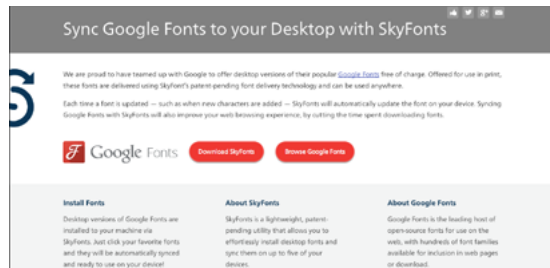 Sync Google Fonts to your Desktop with SkyFonts
We are proud to have teamed up with Google to offer desktop versions of their popular Google Fonts free of charge. Offered for use in print,
these fonts are delivered using SkyFont's patent-pending font delivery technology and can be used anywhere.
Each time a font is updated — such as when new characters are added — SkyFonts will automatically update the font on your device. Syncing
Google Fonts with SkyFonts will also improve your web browsing experience, by cutting the time spent downloading fonts.
Google Fonts
Download SkyFonts
Browse Google Fonts
Install Fonts
Desktop versions of Google Fonts are
installed to your machine via
SkyFonts. Just click your favorite fonts
and they will be automatically synced
and ready to use on your device!
About SkyFonts
SkyFonts is a lightweight, patent-
pending utility that allows you to
effortlessly install desktop fonts and
sync them on up to five of your
devices.
About Google Fonts
Google Fonts is the leading host of
open-source fonts for use on the
web, with hundreds of font families
available for inclusion in web pages
or download.